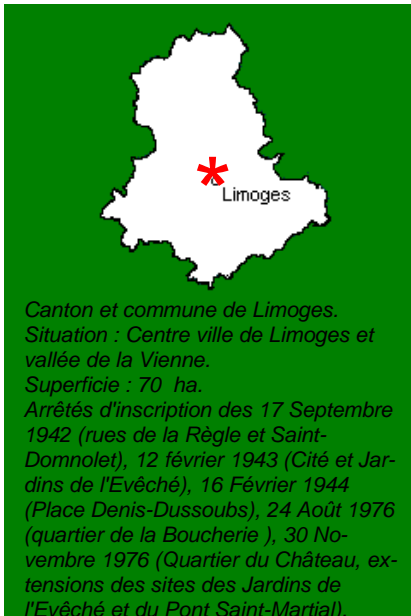 Limoges
Canton et commune de Limoges.
Situation : Centre ville de Limoges et
vallée de la Vienne.
Superficie : 70  ha.
Arrêtés d'inscription des 17 Septembre
1942 (rues de la Règle et Saint-
Domnolet), 12 février 1943 (Cité et Jar-
dins de l'Evêché), 16 Février 1944
(Place Denis-Dussoubs), 24 Août 1976
(quartier de la Boucherie ), 30 No-
vembre 1976 (Quartier du Château, ex-
tensions des sites des Jardins de
l'Evêché et du Pont Saint-Martial).